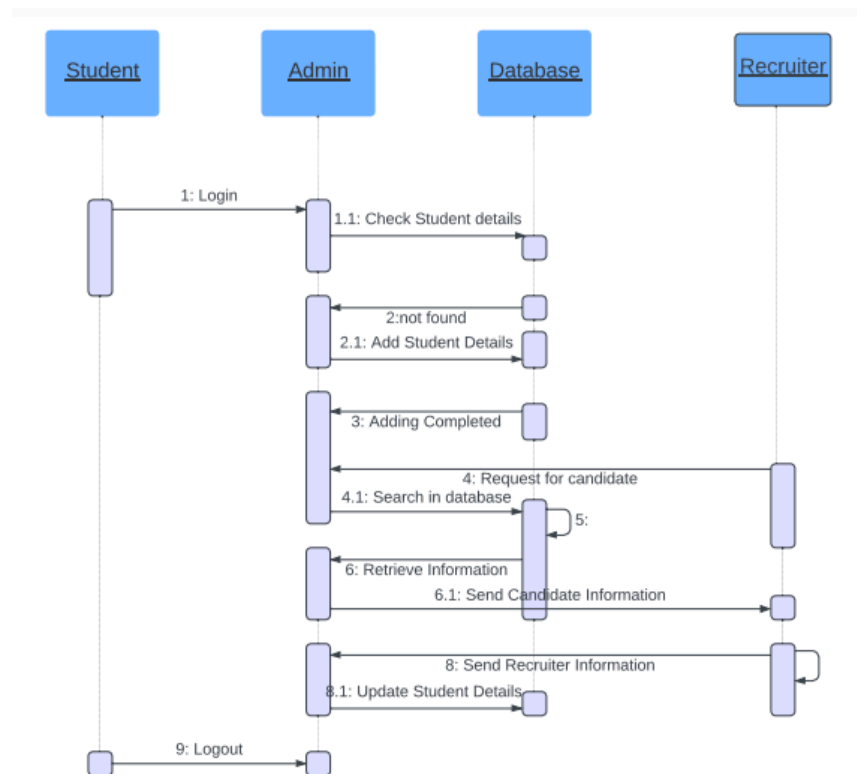 Student
Admin
Database
Recruiter
1: Login
1.1: Check Student details
2:not found
2.1: Add Student Details
3: Adding Completed
4: Request for candidate
4.1: Search in database
5:
6: Retrieve Information
6.1: Send Candidate Information
8: Send Recruiter Information
8.1: Update Student Details
9: Logout